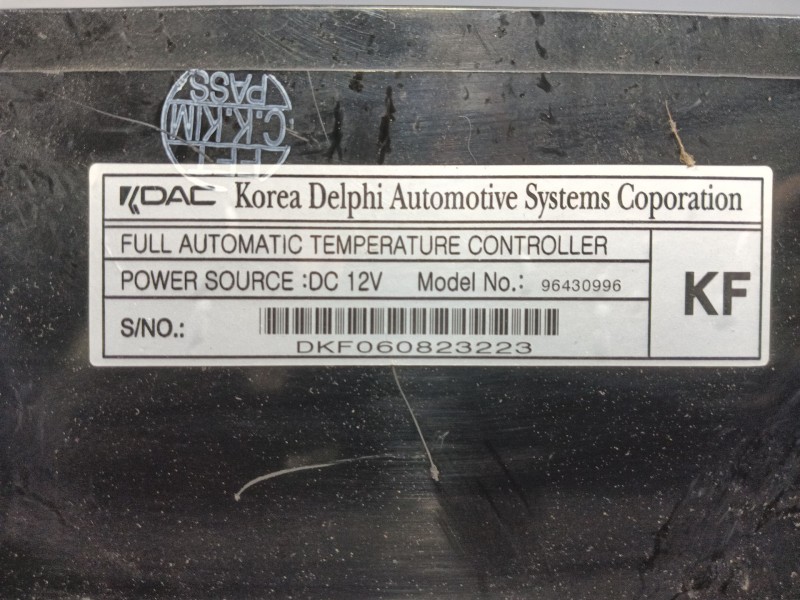 PASS
C.K.KIM
KDAC Korea Delphi Automotive Systems Coporation
FULL AUTOMATIC TEMPERATURE CONTROLLER
POWER SOURCE :DC 12V Model No.: 96430996
KF
S/NO.:
DKF060823223